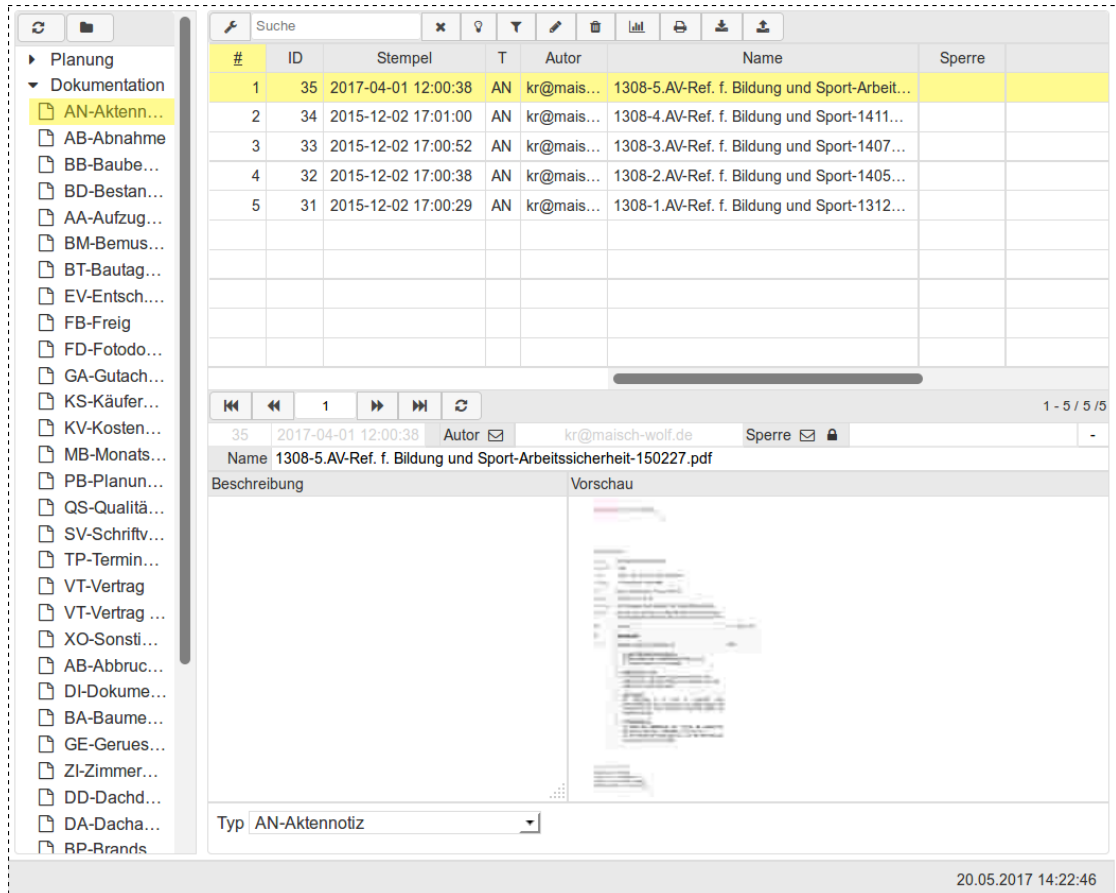 Suche
Planung
Dokumentation
AN-Aktenn…
AB-Abnahme
BB-Baube…
BD-Bestan…
AA-Aufzug…
BM-Bemus…
BT-Bautag…
EV-Entsch.…
FB-Freig
FD-Fotodo…
GA-Gutach…
KS-Käufer…
KV-Kosten…
MB-Monats…
PB-Planun…
QS-Qualitä…
SV-Schriftv…
TP-Termin…
VT-Vertrag
VT-Vertrag …
XO-Sonsti…
AB-Abbruc…
DI-Dokume…
BA-Baume…
GE-Gerues…
ZI-Zimmer…
DD-Dachd…
DA-Dacha…
BP-Brands
# ID Stempel T Autor Name Sperre
1 35 2017-04-01 12:00:38 AN kr@mais… 1308-5.AV-Ref. f. Bildung und Sport-Arbeit…
2 34 2015-12-02 17:01:00 AN kr@mais… 1308-4.AV-Ref. f. Bildung und Sport-1411…
3 33 2015-12-02 17:00:52 AN kr@mais… 1308-3.AV-Ref. f. Bildung und Sport-1407…
4 32 2015-12-02 17:00:38 AN kr@mais… 1308-2.AV-Ref. f. Bildung und Sport-1405…
5 31 2015-12-02 17:00:29 AN kr@mais… 1308-1.AV-Ref. f. Bildung und Sport-1312…
1 1 - 5 / 5 /5
35 2017-04-01 12:00:38 Autor kr@maisch-wolf.de Sperre -
Name 1308-5.AV-Ref. f. Bildung und Sport-Arbeitssicherheit-150227.pdf
Beschreibung Vorschau
Typ AN-Aktennotiz
20.05.2017 14:22:46